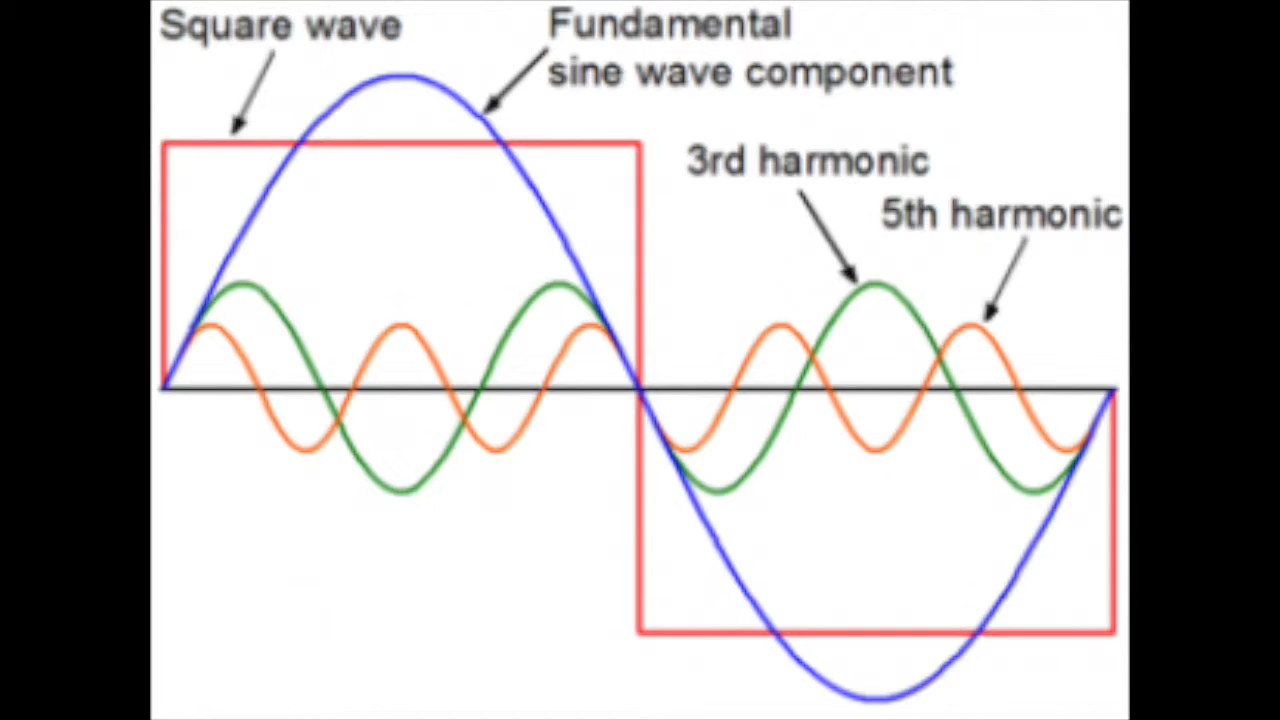 Square wave
Fundamental
sine wave component
3rd harmonic
5th harmonic